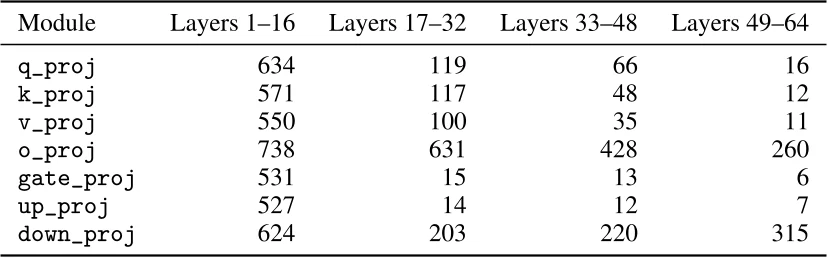 Module Layers 1–16 Layers 17–32 Layers 33–48 Layers 49–64
q_proj 634 119 66 16
k_proj 571 117 48 12
v_proj 550 100 35 11
o_proj 738 631 428 260
gate_proj 531 15 13 6
up_proj 527 14 12 7
down_proj 624 203 220 315